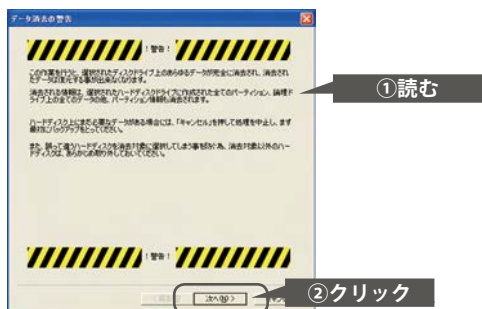 データ消去の警告
！警告！
この作業を行うと、選択されたディスクドライブ上のあらゆるデータが完全に消去され、消去され
たデータは復元する事が出来なくなります。
消去される情報は、選択されたハードディスクドライブに作成された全てのパーティション、論理ド
ライブ上の全てのデータの他、パーティション情報も消去されます。
①読む
ハードディスク上にまだ必要なデータがある場合には、「キャンセル」を押して処理を中止し、まず
最初にバックアップをとってください。
また、誤って違うハードディスクを消去対象に選択してしまう事を防ぐ為、消去対象以外のハー
ドディスクは、あらかじめ取り外しておいてください。
！警告！
次へ(N) >
②クリック